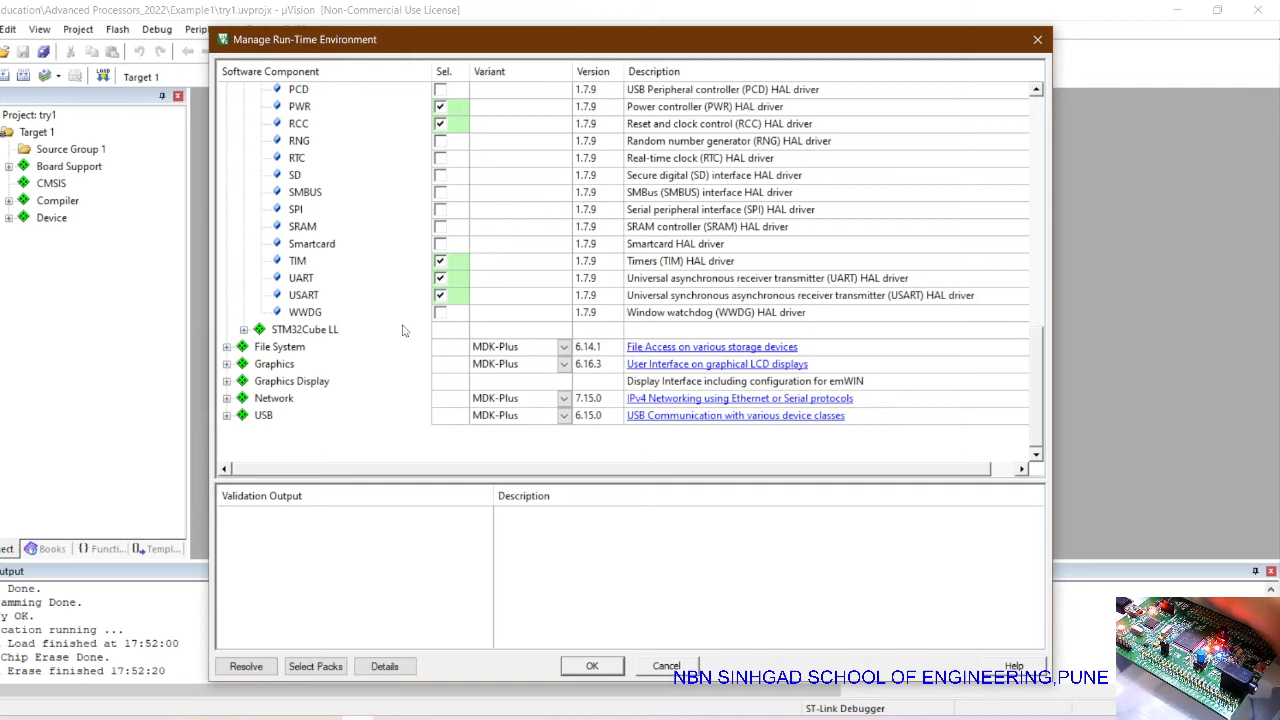 ducation\Advanced Processors_2022\Example1\try1.uvprojx - µVision [Non-Commercial Use License]
Edit View Project Flash Debug Perip
Target 1
Project: try1
Target 1
Source Group 1
Board Support
CMSIS
Compiler
Device
ect Books {} Functi... Templ...
utput
Done.
amming Done.
y OK.
cation running ...
Load finished at 17:52:00
Chip Erase Done.
Erase finished 17:52:20
Manage Run-Time Environment
Software Component Sel. Variant Version Description
PCD 1.7.9 USB Peripheral controller (PCD) HAL driver
PWR 1.7.9 Power controller (PWR) HAL driver
RCC 1.7.9 Reset and clock control (RCC) HAL driver
RNG 1.7.9 Random number generator (RNG) HAL driver
RTC 1.7.9 Real-time clock (RTC) HAL driver
SD 1.7.9 Secure digital (SD) interface HAL driver
SMBUS 1.7.9 SMBus (SMBUS) interface HAL driver
SPI 1.7.9 Serial peripheral interface (SPI) HAL driver
SRAM 1.7.9 SRAM controller (SRAM) HAL driver
Smartcard 1.7.9 Smartcard HAL driver
TIM 1.7.9 Timers (TIM) HAL driver
UART 1.7.9 Universal asynchronous receiver transmitter (UART) HAL driver
USART 1.7.9 Universal synchronous asynchronous receiver transmitter (USART) HAL driver
WWDG 1.7.9 Window watchdog (WWDG) HAL driver
STM32Cube LL
File System MDK-Plus 6.14.1 File Access on various storage devices
Graphics MDK-Plus 6.16.3 User Interface on graphical LCD displays
Graphics Display Display Interface including configuration for emWIN
Network MDK-Plus 7.15.0 IPv4 Networking using Ethernet or Serial protocols
USB MDK-Plus 6.15.0 USB Communication with various device classes
Validation Output Description
Resolve Select Packs Details OK Cancel Help
NBN SINHGAD SCHOOL OF ENGINEERING,PUNE
ST-Link Debugger